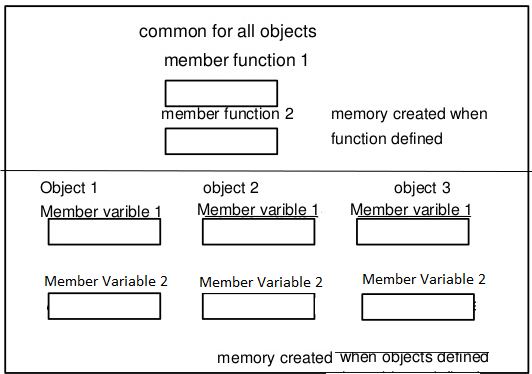 common for all objects
member function 1
member function 2
memory created when
function defined
Object 1
object 2
object 3
Member varible 1
Member varible 1
Member varible 1
Member Variable 2
Member Variable 2
Member Variable 2
memory created when objects defined